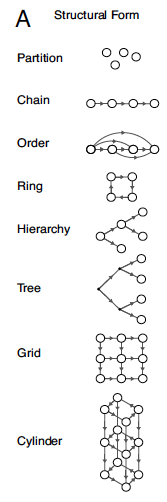 A Structural Form
Partition
Chain
Order
Ring
Hierarchy
Tree
Grid
Cylinder